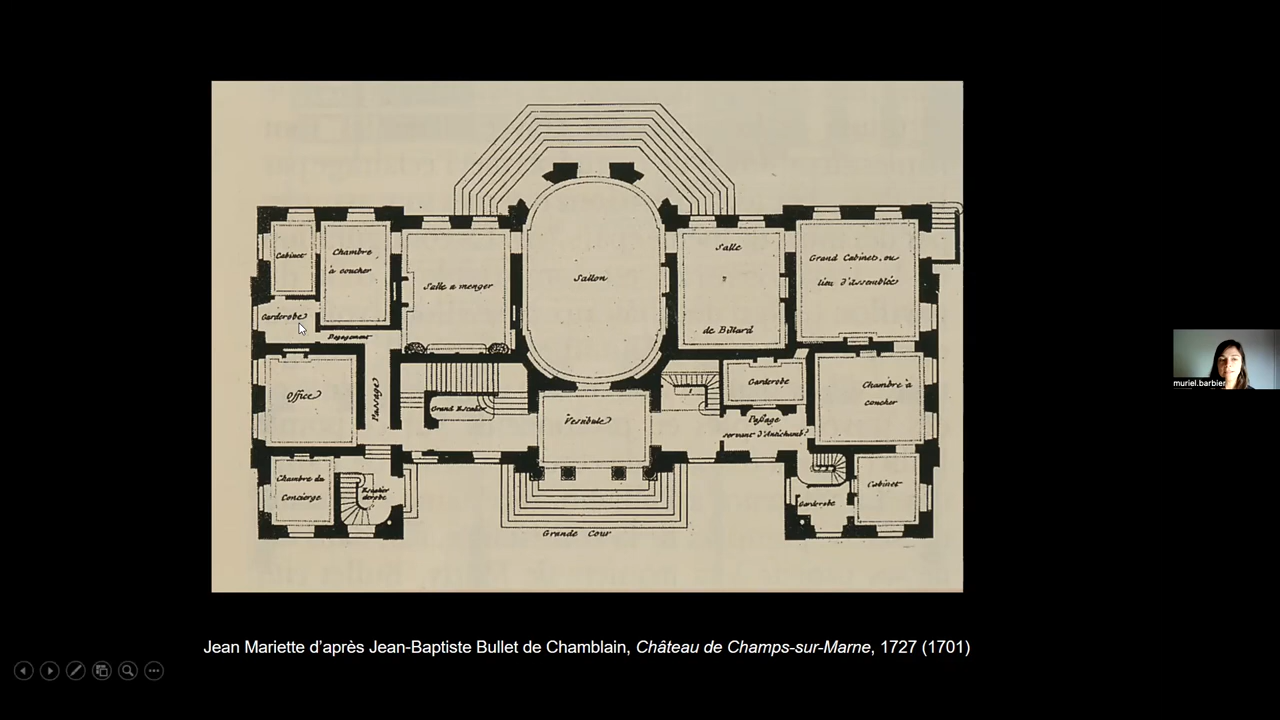 Cabinet
Chambre
à coucher
Salle a menger
Sallon
Salle
de Billard
Grand Cabinet, ou
lieu d'assemblée
Garderobe
Degagement
Office
Passage
Grand Escalier
Vestibule
Garderobe
Passage
servant d'Antichamb.
Chambre à
coucher
Chambre du
Concierge
Escalier
derobé
Garderobe
Cabinet
Grande Cour
muriel.barbier
Jean Mariette d'après Jean-Baptiste Bullet de Chamblain, Château de Champs-sur-Marne, 1727 (1701)